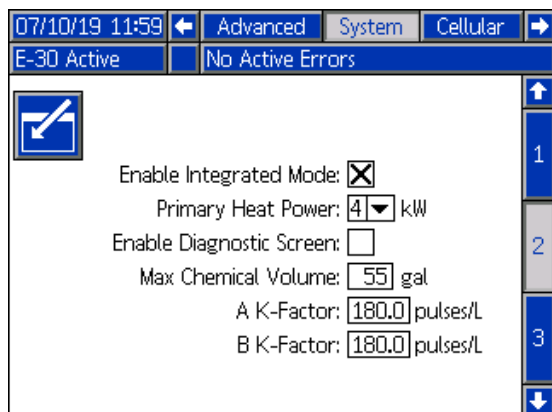 07/10/19 11:59 Advanced System Cellular
E-30 Active No Active Errors
1
Enable Integrated Mode:
Primary Heat Power: 4 kW
Enable Diagnostic Screen:
2
Max Chemical Volume: 55 gal
A K-Factor: 180.0 pulses/L
B K-Factor: 180.0 pulses/L
3